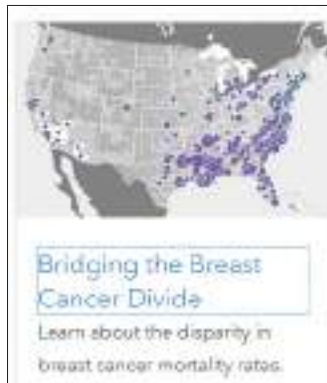 Bridging the Breast
Cancer Divide
Learn about the disparity in
breast cancer mortality rates.